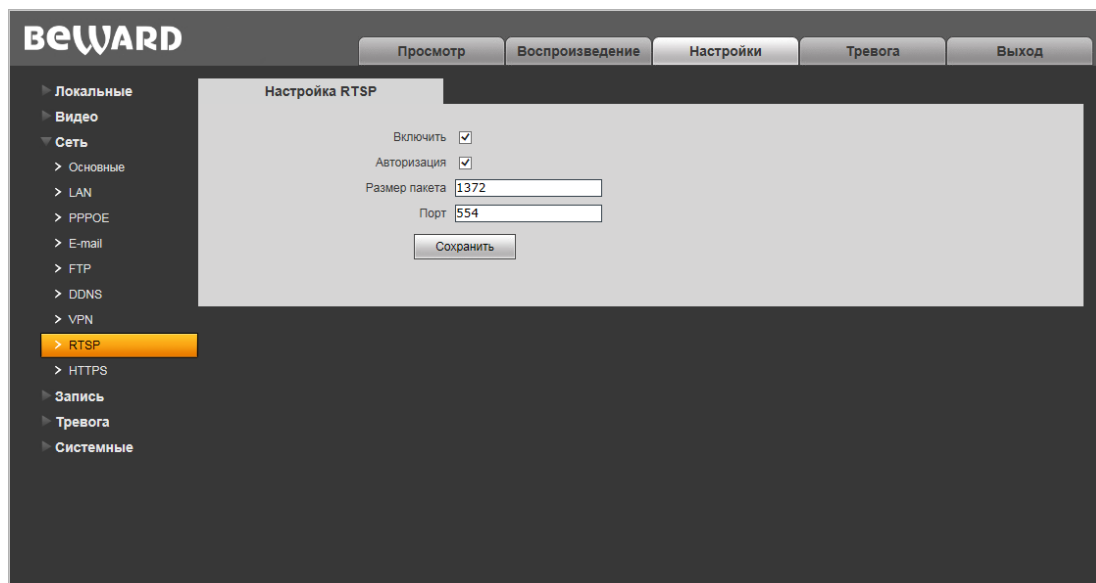 BEWARD
Просмотр Воспроизведение Настройки Тревога Выход
Локальные
Видео
Сеть
> Основные
> LAN
> PPPOE
> E-mail
> FTP
> DDNS
> VPN
> RTSP
> HTTPS
Запись
Тревога
Системные
Настройка RTSP
Включить
Авторизация
Размер пакета 1372
Порт 554
Сохранить